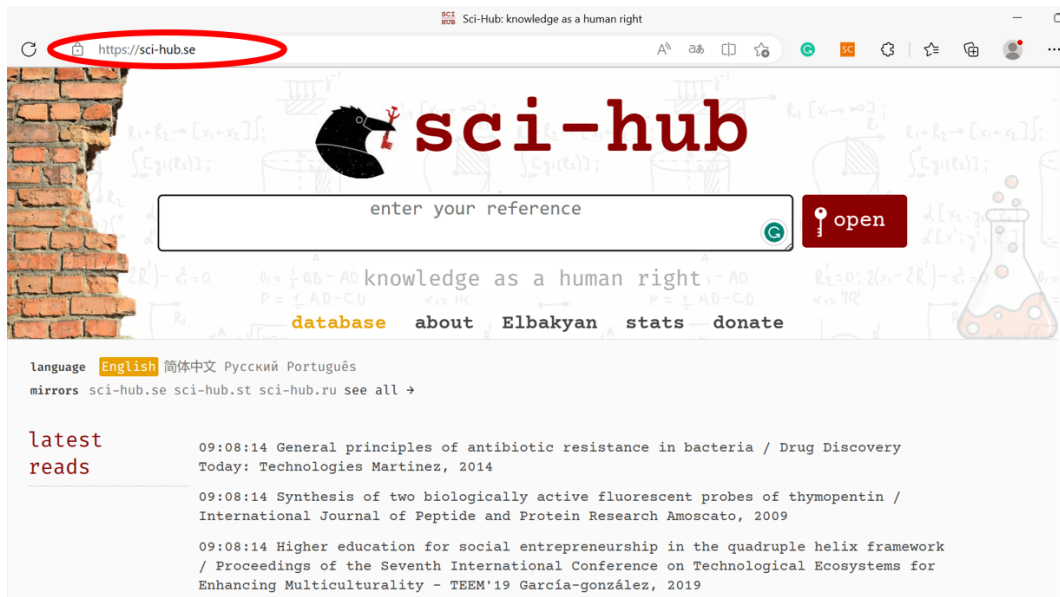 SCI HUB Sci-Hub: knowledge as a human right
https://sci-hub.se
sci-hub
enter your reference
open
knowledge as a human right
database about Elbakyan stats donate
language English 简体中文 Русский Português
mirrors sci-hub.se sci-hub.st sci-hub.ru see all →
latest
reads
09:08:14 General principles of antibiotic resistance in bacteria / Drug Discovery
Today: Technologies Martinez, 2014
09:08:14 Synthesis of two biologically active fluorescent probes of thymopentin /
International Journal of Peptide and Protein Research Amoscato, 2009
09:08:14 Higher education for social entrepreneurship in the quadruple helix framework
/ Proceedings of the Seventh International Conference on Technological Ecosystems for
Enhancing Multiculturality - TEEM'19 García-gonzález, 2019